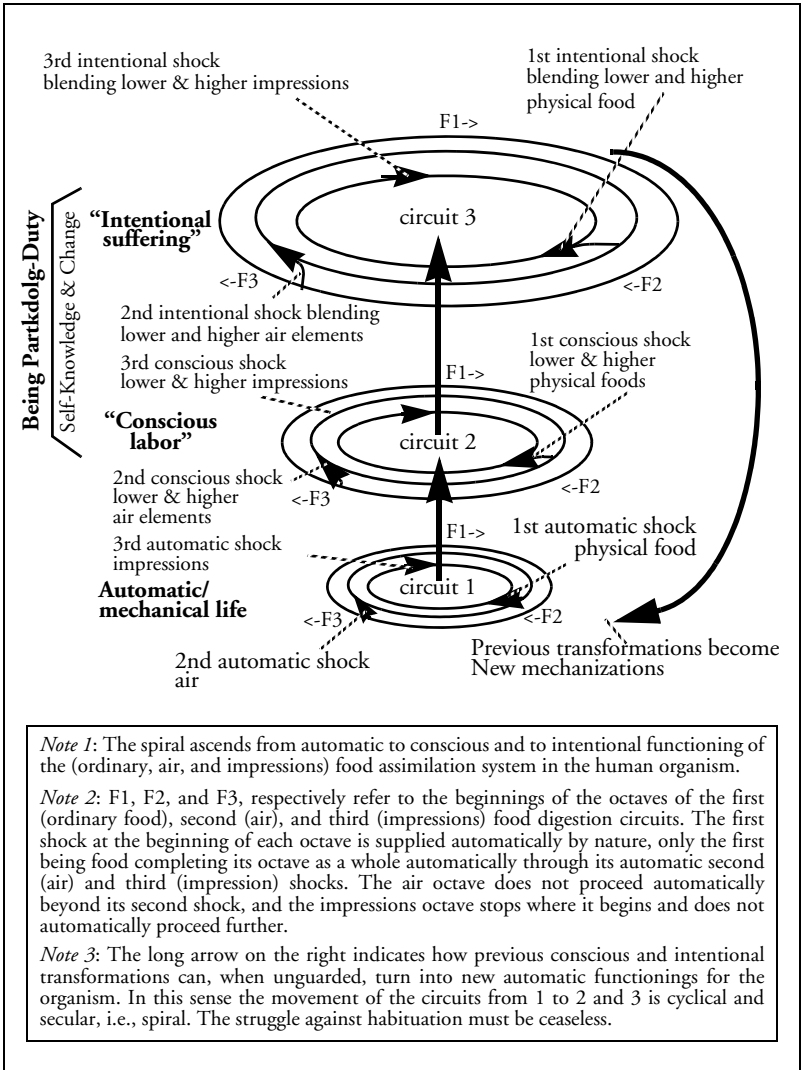 3rd intentional shock
blending lower & higher impressions
1st intentional shock
blending lower and higher
physical food
F1->
circuit 3
“Intentional
suffering”
<-F3
<-F2
Being Partkdolg-Duty
Self-Knowledge & Change
2nd intentional shock blending
lower and higher air elements
3rd conscious shock
lower & higher impressions
1st conscious shock
lower & higher
physical foods
F1->
“Conscious
labor”
circuit 2
2nd conscious shock
lower & higher
air elements
<-F3
<-F2
F1->
3rd automatic shock
impressions
1st automatic shock
physical food
Automatic/
mechanical life
circuit 1
<-F3
<-F2
2nd automatic shock
air
Previous transformations become
New mechanizations
Note 1: The spiral ascends from automatic to conscious and to intentional functioning of
the (ordinary, air, and impressions) food assimilation system in the human organism.
Note 2: F1, F2, and F3, respectively refer to the beginnings of the octaves of the first
(ordinary food), second (air), and third (impressions) food digestion circuits. The first
shock at the beginning of each octave is supplied automatically by nature, only the first
being food completing its octave as a whole automatically through its automatic second
(air) and third (impression) shocks. The air octave does not proceed automatically
beyond its second shock, and the impressions octave stops where it begins and does not
automatically proceed further.
Note 3: The long arrow on the right indicates how previous conscious and intentional
transformations can, when unguarded, turn into new automatic functionings for the
organism. In this sense the movement of the circuits from 1 to 2 and 3 is cyclical and
secular, i.e., spiral. The struggle against habituation must be ceaseless.